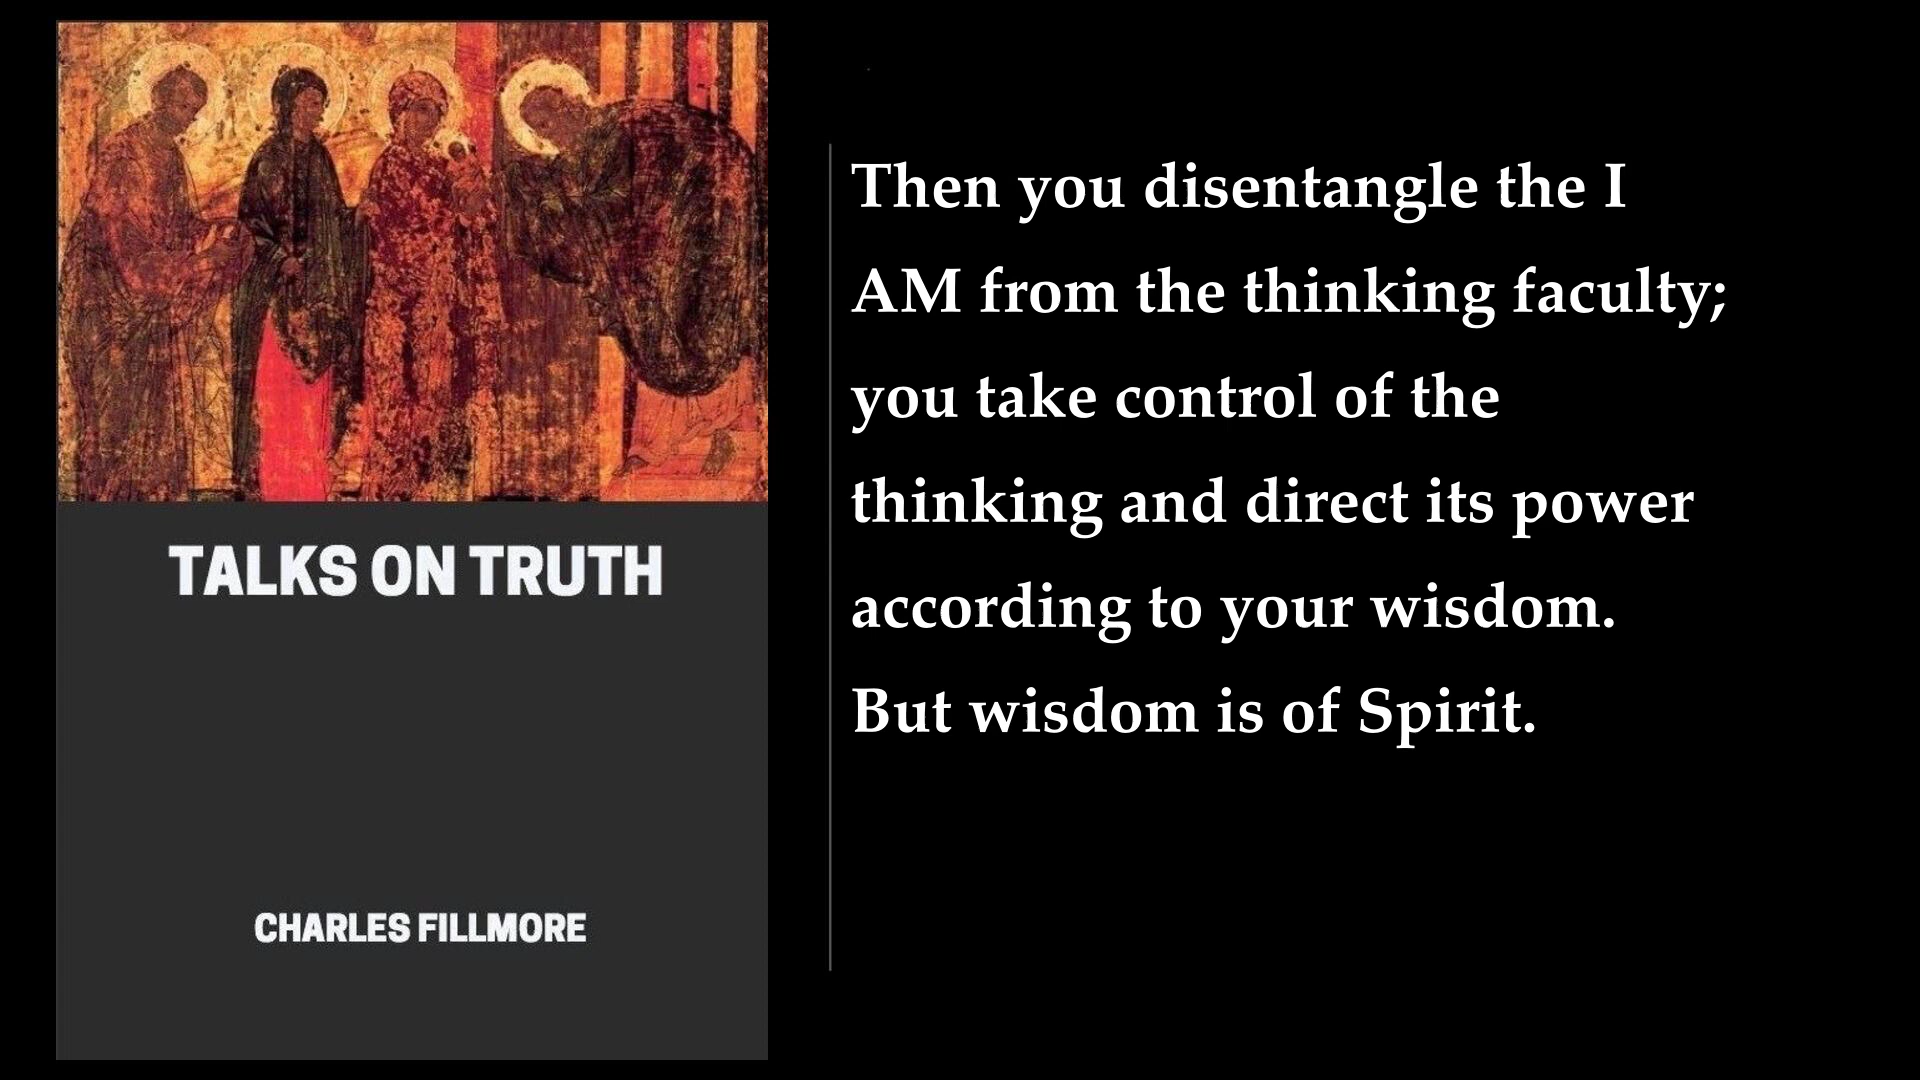 TALKS ON TRUTH
CHARLES FILLMORE
Then you disentangle the I
AM from the thinking faculty;
you take control of the
thinking and direct its power
according to your wisdom.
But wisdom is of Spirit.